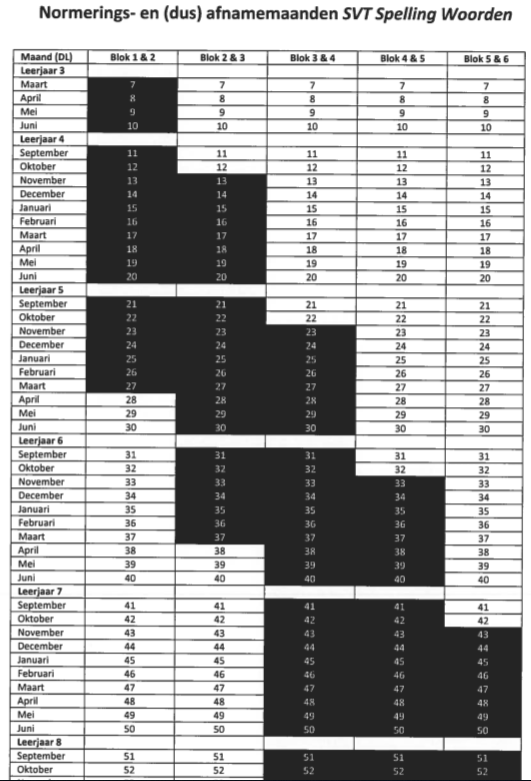 Normerings- en (dus) afnamemaanden SVT Spelling Woorden
Maand (DL) Blok 1 & 2 Blok 2 & 3 Blok 3 & 4 Blok 4 & 5 Blok 5 & 6
Leerjaar 3
Maart 7 7 7 7 7
April 8 8 8 8 8
Mei 9 9 9 9 9
Juni 10 10 10 10 10
Leerjaar 4
September 11 11 11 11 11
Oktober 12 12 12 12 12
November 13 13 13 13 13
December 14 14 14 14 14
Januari 15 15 15 15 15
Februari 16 16 16 16 16
Maart 17 17 17 17 17
April 18 18 18 18 18
Mei 19 19 19 19 19
Juni 20 20 20 20 20
Leerjaar 5
September 21 21 21 21 21
Oktober 22 22 22 22 22
November 23 23 23 23 23
December 24 24 24 24 24
Januari 25 25 25 25 25
Februari 26 26 26 26 26
Maart 27 27 27 27 27
April 28 28 28 28 28
Mei 29 29 29 29 29
Juni 30 30 30 30 30
Leerjaar 6
September 31 31 31 31 31
Oktober 32 32 32 32 32
November 33 33 33 33 33
December 34 34 34 34 34
Januari 35 35 35 35 35
Februari 36 36 36 36 36
Maart 37 37 37 37 37
April 38 38 38 38 38
Mei 39 39 39 39 39
Juni 40 40 40 40 40
Leerjaar 7
September 41 41 41 41 41
Oktober 42 42 42 42 42
November 43 43 43 43 43
December 44 44 44 44 44
Januari 45 45 45 45 45
Februari 46 46 46 46 46
Maart 47 47 47 47 47
April 48 48 48 48 48
Mei 49 49 49 49 49
Juni 50 50 50 50 50
Leerjaar 8
September 51 51 51 51 51
Oktober 52 52 52 52 52